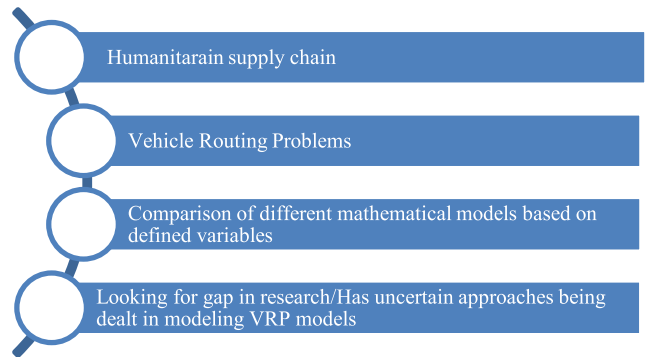 Humanitarain supply chain
Vehicle Routing Problems
Comparison of different mathematical models based on
defined variables
Looking for gap in research/Has uncertain approaches being
dealt in modeling VRP models